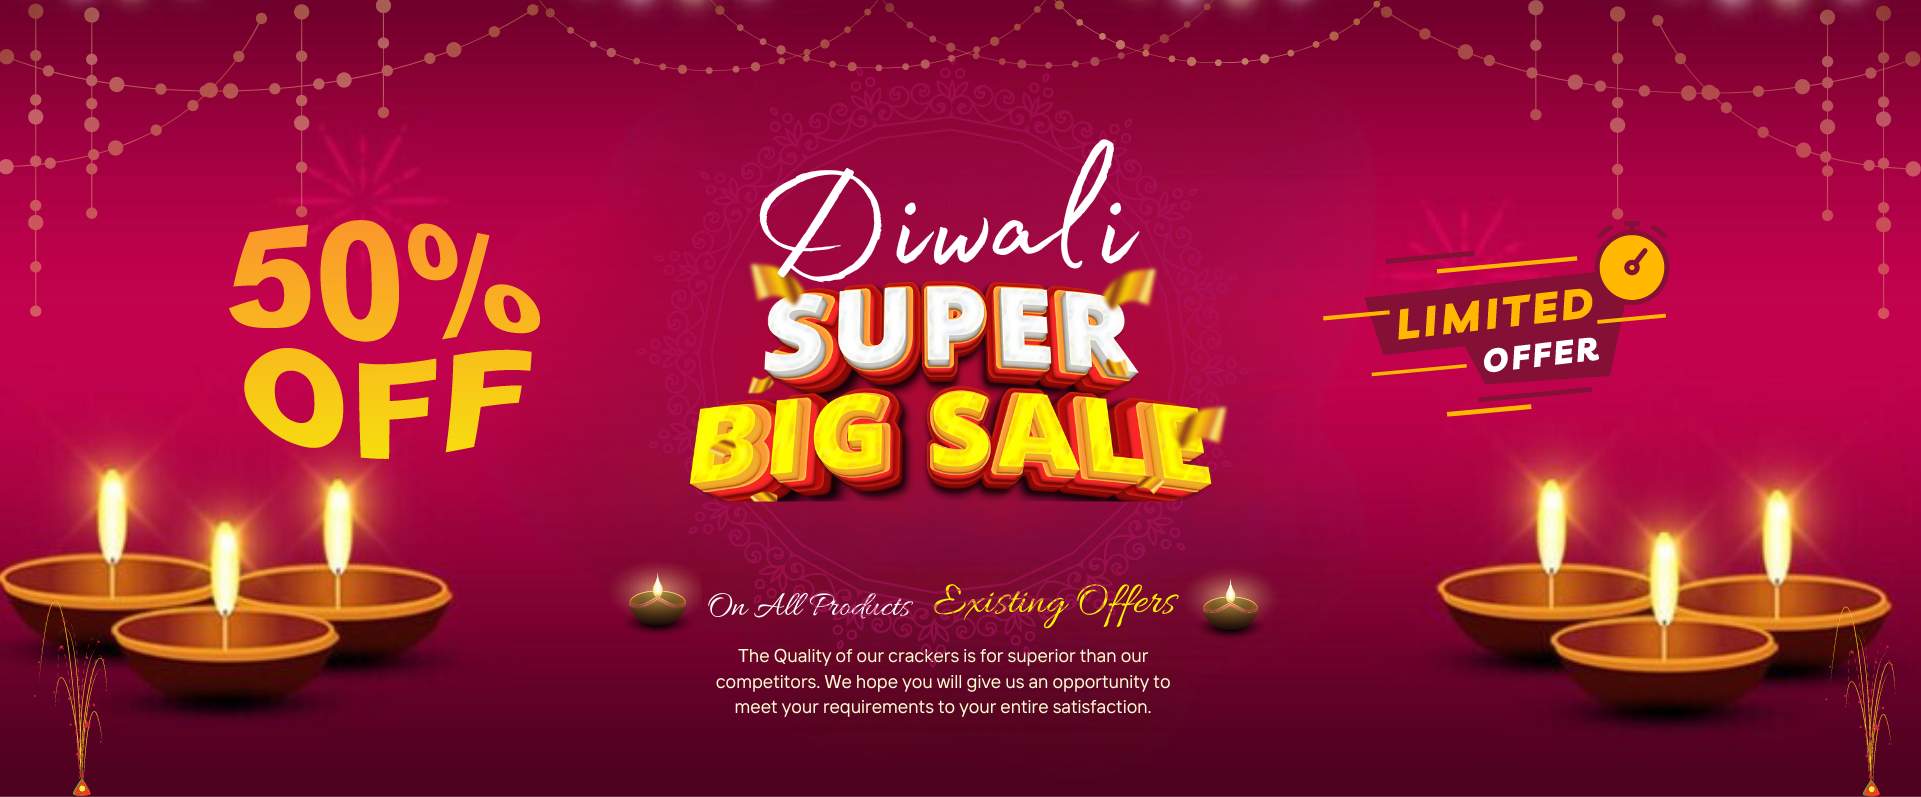 50%
OFF
Diwali
SUPER
BIG SALE
LIMITED
OFFER
On All Products Existing Offers
The Quality of our crackers is for superior than our
competitors. We hope you will give us an opportunity to
meet your requirements to your entire satisfaction.